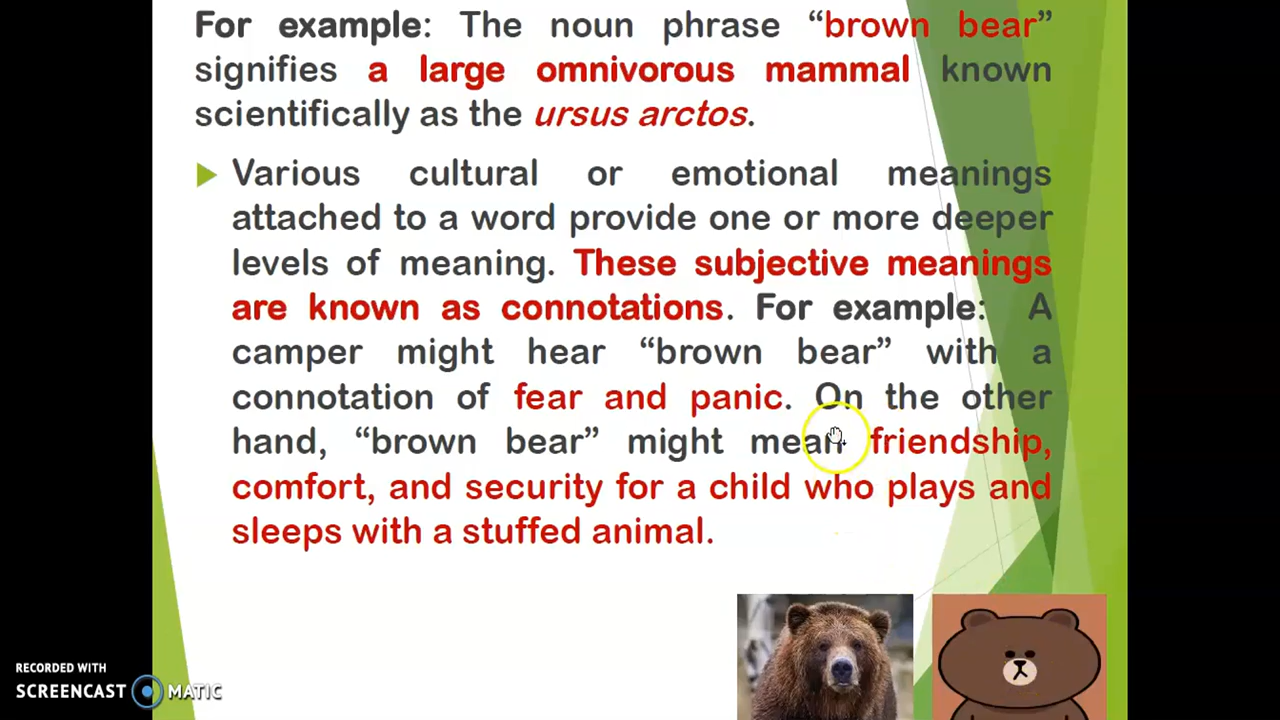 For example: The noun phrase “brown bear”
signifies a large omnivorous mammal known
scientifically as the ursus arctos.
Various cultural or emotional meanings
attached to a word provide one or more deeper
levels of meaning. These subjective meanings
are known as connotations. For example: A
camper might hear “brown bear” with a
connotation of fear and panic. On the other
hand, “brown bear” might mean friendship,
comfort, and security for a child who plays and
sleeps with a stuffed animal.
RECORDED WITH
SCREENCAST MATIC